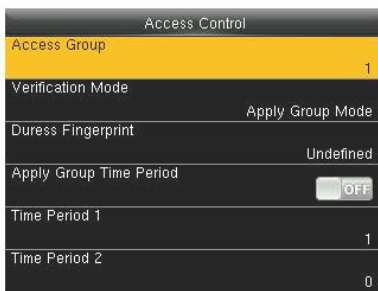 Access Control
Access Group
1
Verification Mode
Apply Group Mode
Duress Fingerprint
Undefined
Apply Group Time Period
OFF
Time Period 1
1
Time Period 2
0